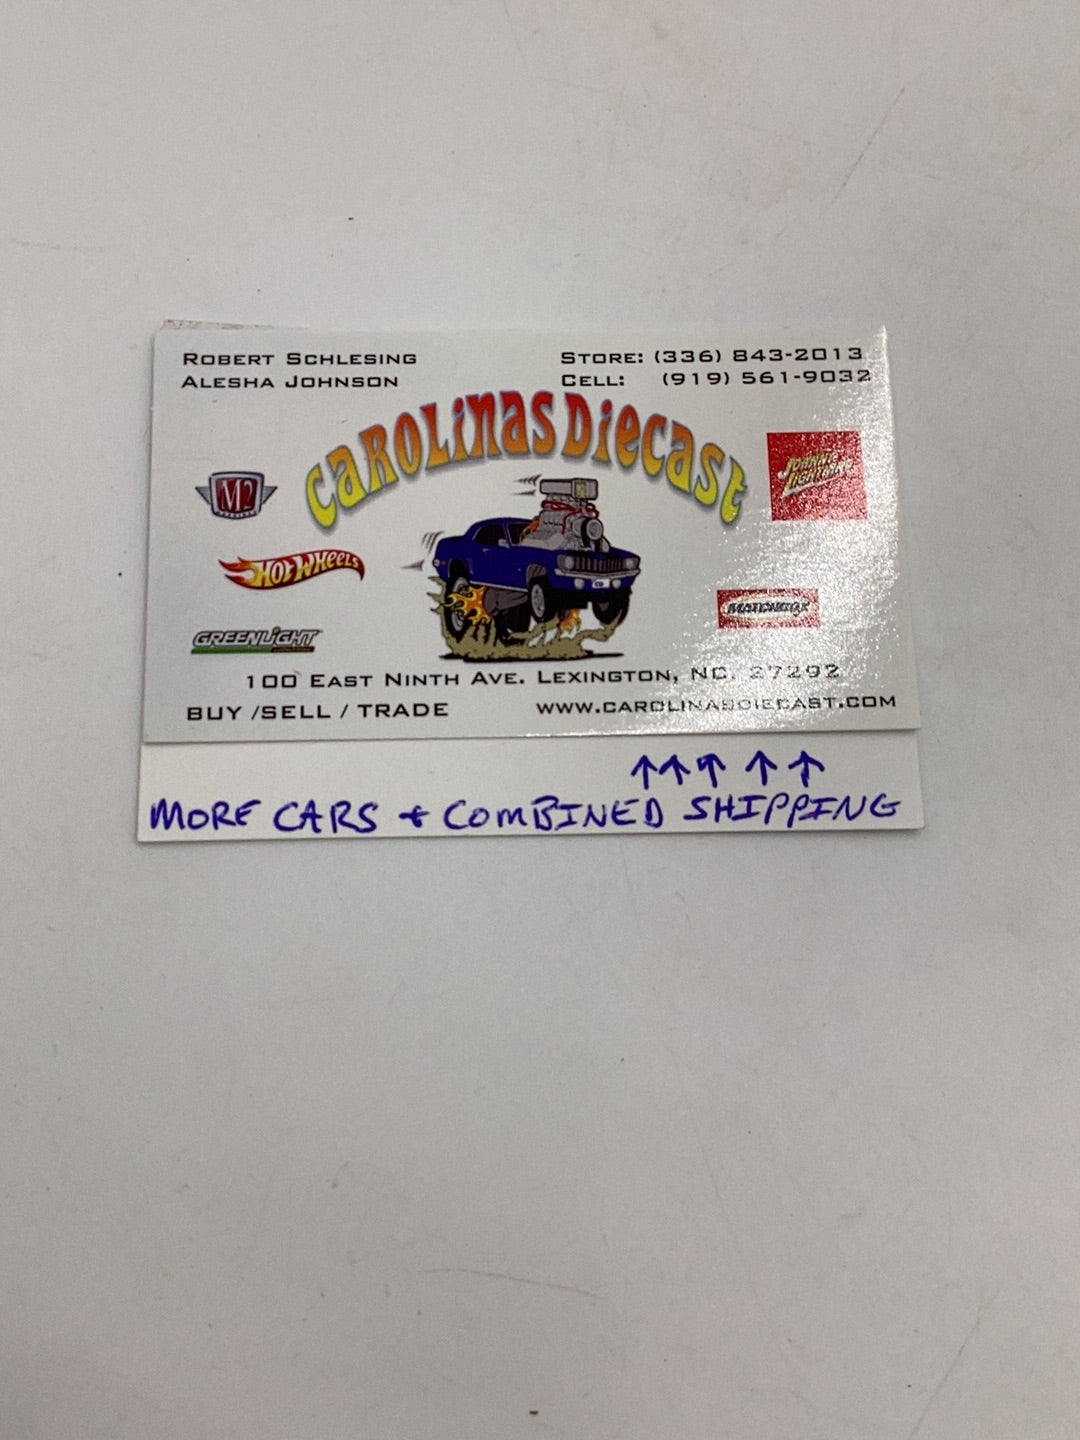 ROBERT SCHLESING
ALESHA JOHNSON
STORE: (336) 843-2013
CELL: (919) 561-9032
CAROLINAS DIECAST
M2
JOHNNY LIGHTNING
HOT WHEELS
MATCHBOX
GREENLIGHT
100 EAST NINTH AVE. LEXINGTON, NC. 27292
BUY /SELL / TRADE
WWW.CAROLINASDIECAST.COM
MORE CARS + COMBINED SHIPPING